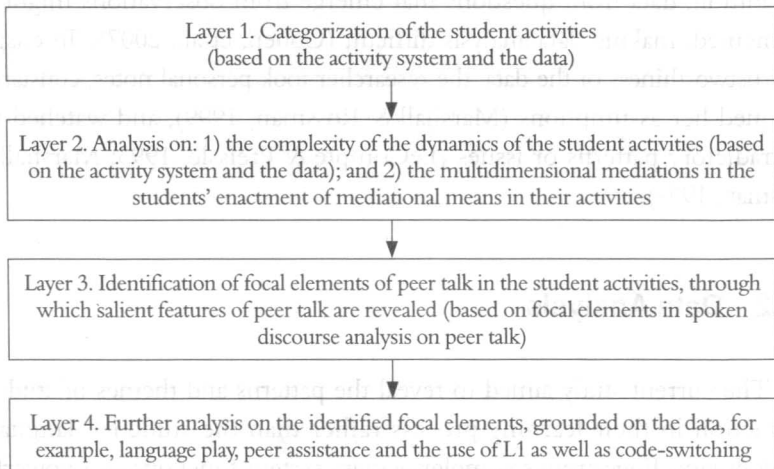 Layer 1. Categorization of the student activities
(based on the activity system and the data)
Layer 2. Analysis on: 1) the complexity of the dynamics of the student activities (based
on the activity system and the data); and 2) the multidimensional mediations in the
students' enactment of mediational means in their activities
Layer 3. Identification of focal elements of peer talk in the student activities, through
which salient features of peer talk are revealed (based on focal elements in spoken
discourse analysis on peer talk)
Layer 4. Further analysis on the identified focal elements, grounded on the data, for
example, language play, peer assistance and the use of L1 as well as code-switching